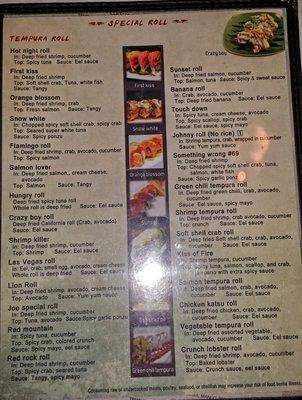 SPECIAL ROLL
TEMPURA ROLL
Hot night roll
In: Deep fried shrimp, cucumber
Top: Spicy tuna Sauce: Eel sauce
First kiss
In: Deep fried shrimp
Top: Soft shell crab, Tuna, white fish
Sauce: Tangy
Orange blossom
In: Deep fried shrimp, crab
Top: Fresh salmon Sauce: Tangy
Snow white
In: Chopped spicy soft shell crab, crab
Top: Seared super white tuna
Sauce: Spicy ponzu
Flamingo roll
In: Deep fried shrimp, crab, avocado, cucumber
Salmon love
In: Deep fried salmon, cream cheese,
avocado
Top: Salmon Sauce: Tangy
Hungry roll
Deep fried spicy tuna roll
Whole roll is deep fried Sauce: Eel sauce
Crazy boy roll
Deep fried California roll (Crab, avocado)
Sauce: Eel sauce
Shrimp killer
In: Deep fried shrimp, cucumber
Top: Shrimp Sauce: Eel sauce
Las Vegas roll
In: Eel, crab, smelt egg, avocado, cream cheese
Whole roll is deep fried Sauce: Eel sauce
Lion Roll
In: Deep fried shrimp, avocado, cream cheese
Top: Avocado Sauce: Yum yum sauce
Joe special roll
In: Deep fried shrimp, cucumber
Top: Tuna, avocado Sauce: Spicy garlic ponzu
Red mountain
In: Spicy tuna, cucumber
Top: Spicy crab, colored crunch
Sauce: Spicy mayo, eel sauce
Red rock roll
In: Deep fried shrimp, cucumber
Top: Spicy crab, seared tuna
Sauce: Tangy, spicy mayo
First kiss
Snow white
Orange blossom
Green chili tempura
Crazy boy
Sunset roll
In: Deep fried salmon, cucumber
Top: Salmon, tuna Sauce: Spicy & sweet sauce
Banana roll
In: Crab, avocado, cucumber
Top: Deep fried banana Sauce: Eel sauce
Touch down
In: Spicy tuna, cream cheese, avocado
Top: Spicy scallop, spicy crab
Sauce: Eel sauce, spicy mayo
Johnny roll (No rice)
In: Shrimp tempura, crab, wrapped in cucumber
Sauce: Yum yum sauce
Something wrong #69
In: Chopped spicy soft shell crab, tuna,
salmon, white fish
Sauce: Spicy garlic ponzu
Green chili tempura roll
In: Deep fried green chili, crab, avocado,
cucumber
Sauce: Eel sauce, spicy mayo
Shrimp tempura roll
In: Deep fried shrimp, crab avocado, cucumber
Top: crunch Sauce: Eel sauce
Soft shell crab roll
In: Deep fried Soft shell crab, crab, avocado,
cucumber Sauce: Eel sauce
Kiss of Fire
In: Shrimp tempura, cucumber
Top: Spicy tuna, salmon, scallop, and crab,
jalapeno with extra spicy sauce
Salmon tempura roll
In: Deep fried salmon, crab, avocado,
cucumber Sauce: Eel sauce
Chicken katsu roll
In: Deep fried chicken, avocado, cucumber
Sauce: Eel sauce
Vegetable tempura roll
In: Deep fried assorted vegetable,
avocado, cucumber Sauce: Eel sauce
Crunch lobster roll
In: Deep fried shrimp, avocado, cucumber
Top: Baked lobster
Sauce: Crunch sauce, eel sauce
Consuming raw or undercooked meats, poultry, seafood, or shellfish may increase your risk of food borne illness.